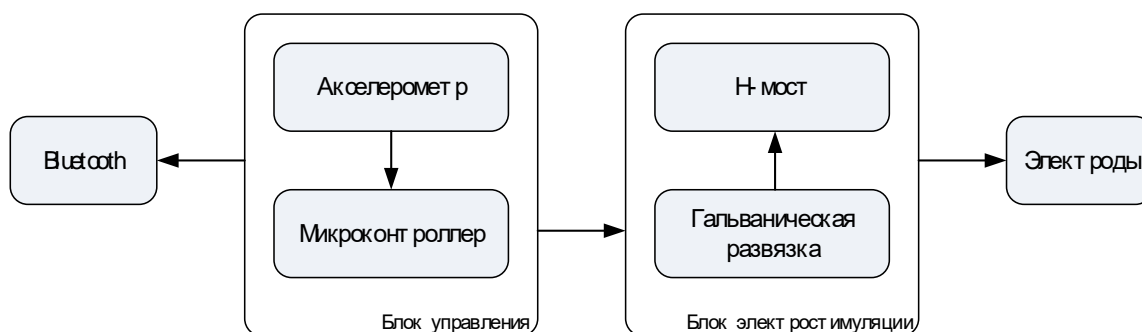 Bluetooth
Акселерометр
Микроконтроллер
Блок управления
Н-мост
Гальваническая
развязка
Блок электростимуляции
Электроды